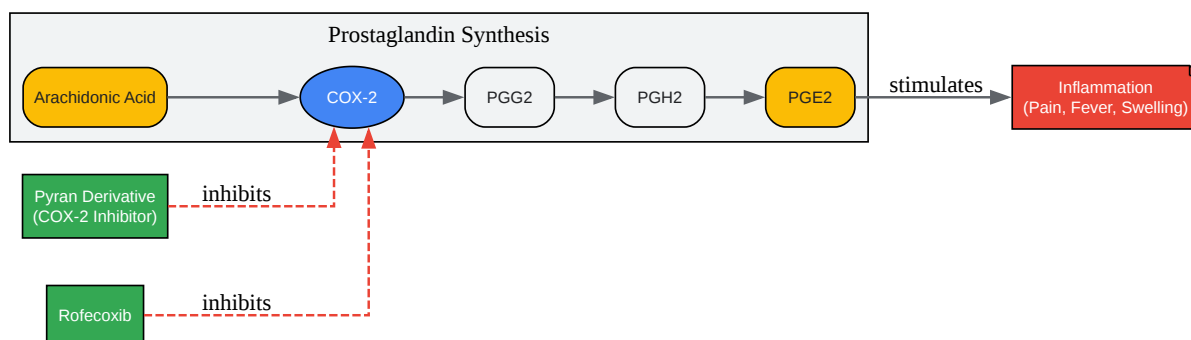 Prostaglandin Synthesis
Arachidonic Acid
COX-2
PGG2
PGH2
PGE2
stimulates
Inflammation
(Pain, Fever, Swelling)
Pyran Derivative
(COX-2 Inhibitor)
inhibits
Rofecoxib
inhibits